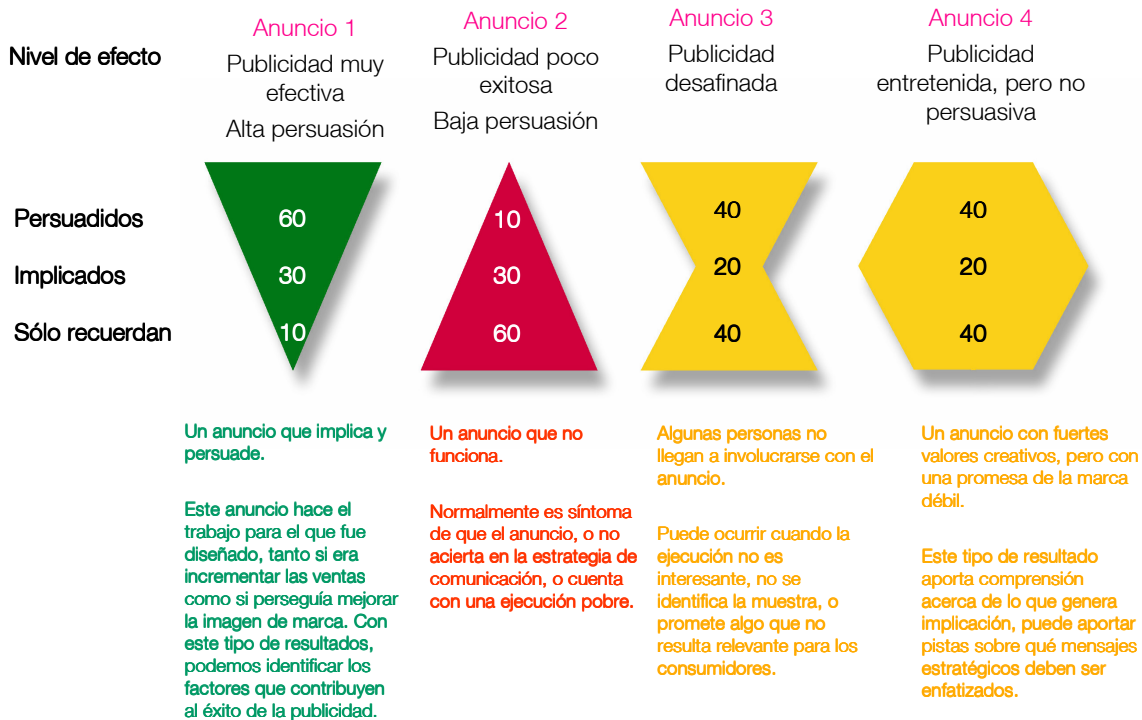 Nivel de efecto
Anuncio 1
Publicidad muy
efectiva
Alta persuasión
Anuncio 2
Publicidad poco
exitosa
Baja persuasión
Anuncio 3
Publicidad
desafinada
Anuncio 4
Publicidad
entretenida, pero no
persuasiva
Persuadidos
60
10
40
40
Implicados
30
30
20
20
Sólo recuerdan
10
60
40
40
Un anuncio que implica y
persuade.
Este anuncio hace el
trabajo para el que fue
diseñado, tanto si era
incrementar las ventas
como si perseguía mejorar
la imagen de marca. Con
este tipo de resultados,
podemos identificar los
factores que contribuyen
al éxito de la publicidad.
Un anuncio que no
funciona.
Normalmente es síntoma
de que el anuncio, o no
acierta en la estrategia de
comunicación, o cuenta
con una ejecución pobre.
Algunas personas no
llegan a involucrarse con el
anuncio.
Puede ocurrir cuando la
ejecución no es
interesante, no se
identifica la muestra, o
promete algo que no
resulta relevante para los
consumidores.
Un anuncio con fuertes
valores creativos, pero con
una promesa de la marca
débil.
Este tipo de resultado
aporta comprensión
acerca de lo que genera
implicación, puede aportar
pistas sobre qué mensajes
estratégicos deben ser
enfatizados.